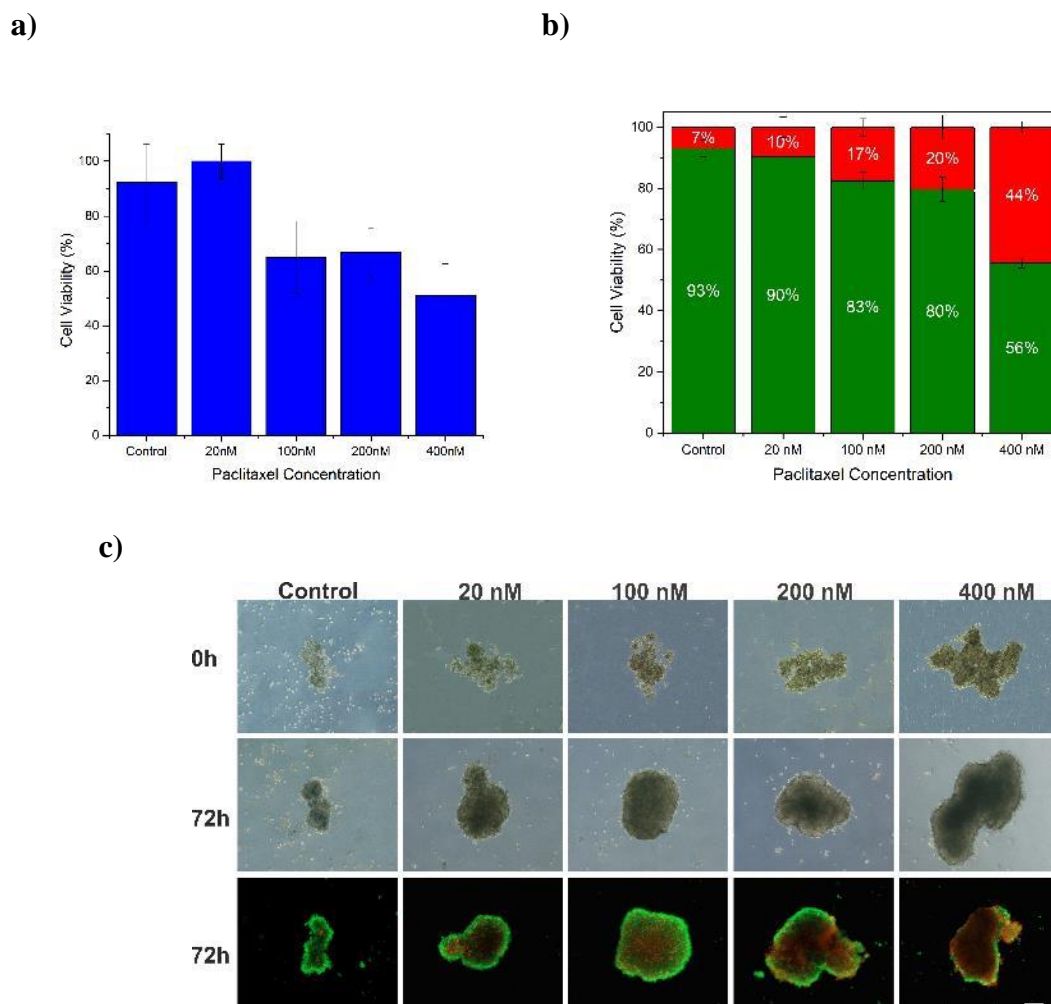 a)
b)
100
80
60
40
20
0
Cell Viability (%)
Control 20nM 100nM 200nM 400nM
Paclitaxel Concentration
100
80
60
40
20
0
Cell Viability (%)
7% 10% 17% 20% 44%
93% 90% 83% 80% 56%
Control 20 nM 100 nM 200 nM 400 nM
Paclitaxel Concentration
c)
Control 20 nM 100 nM 200 nM 400 nM
0h
72h
72h